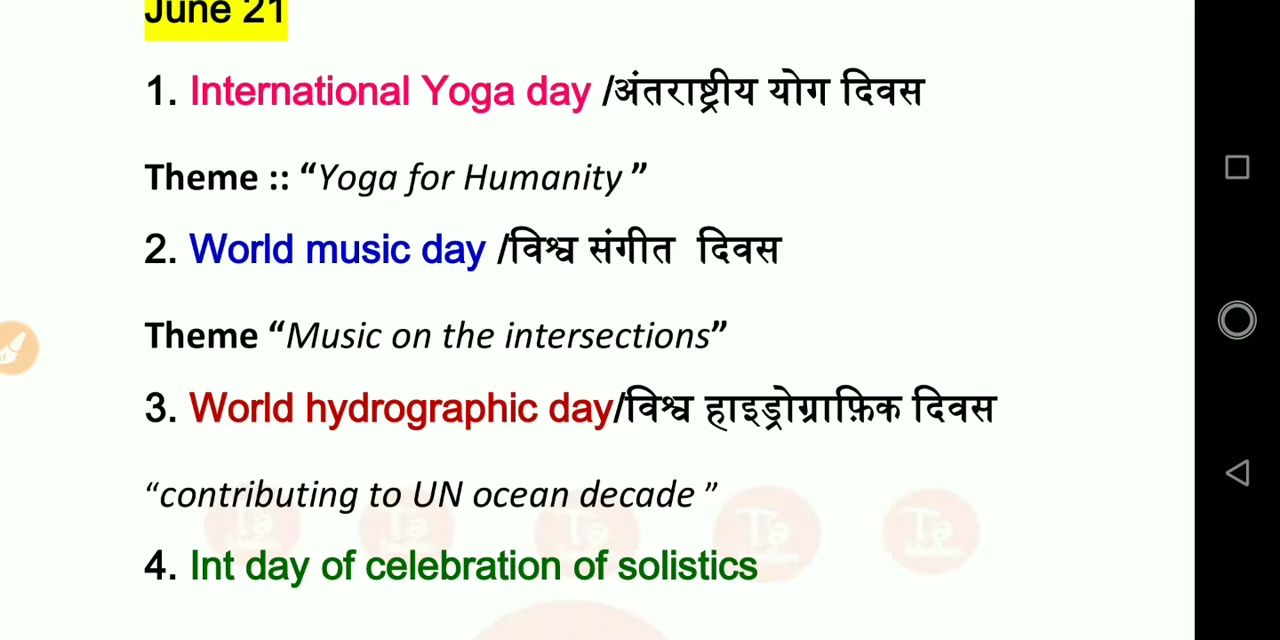 June 21
1. International Yoga day /अंतराष्ट्रीय योग दिवस
Theme :: “Yoga for Humanity ”
2. World music day /विश्व संगीत दिवस
Theme “Music on the intersections”
3. World hydrographic day/विश्व हाइड्रोग्राफ़िक दिवस
“contributing to UN ocean decade ”
4. Int day of celebration of solistics